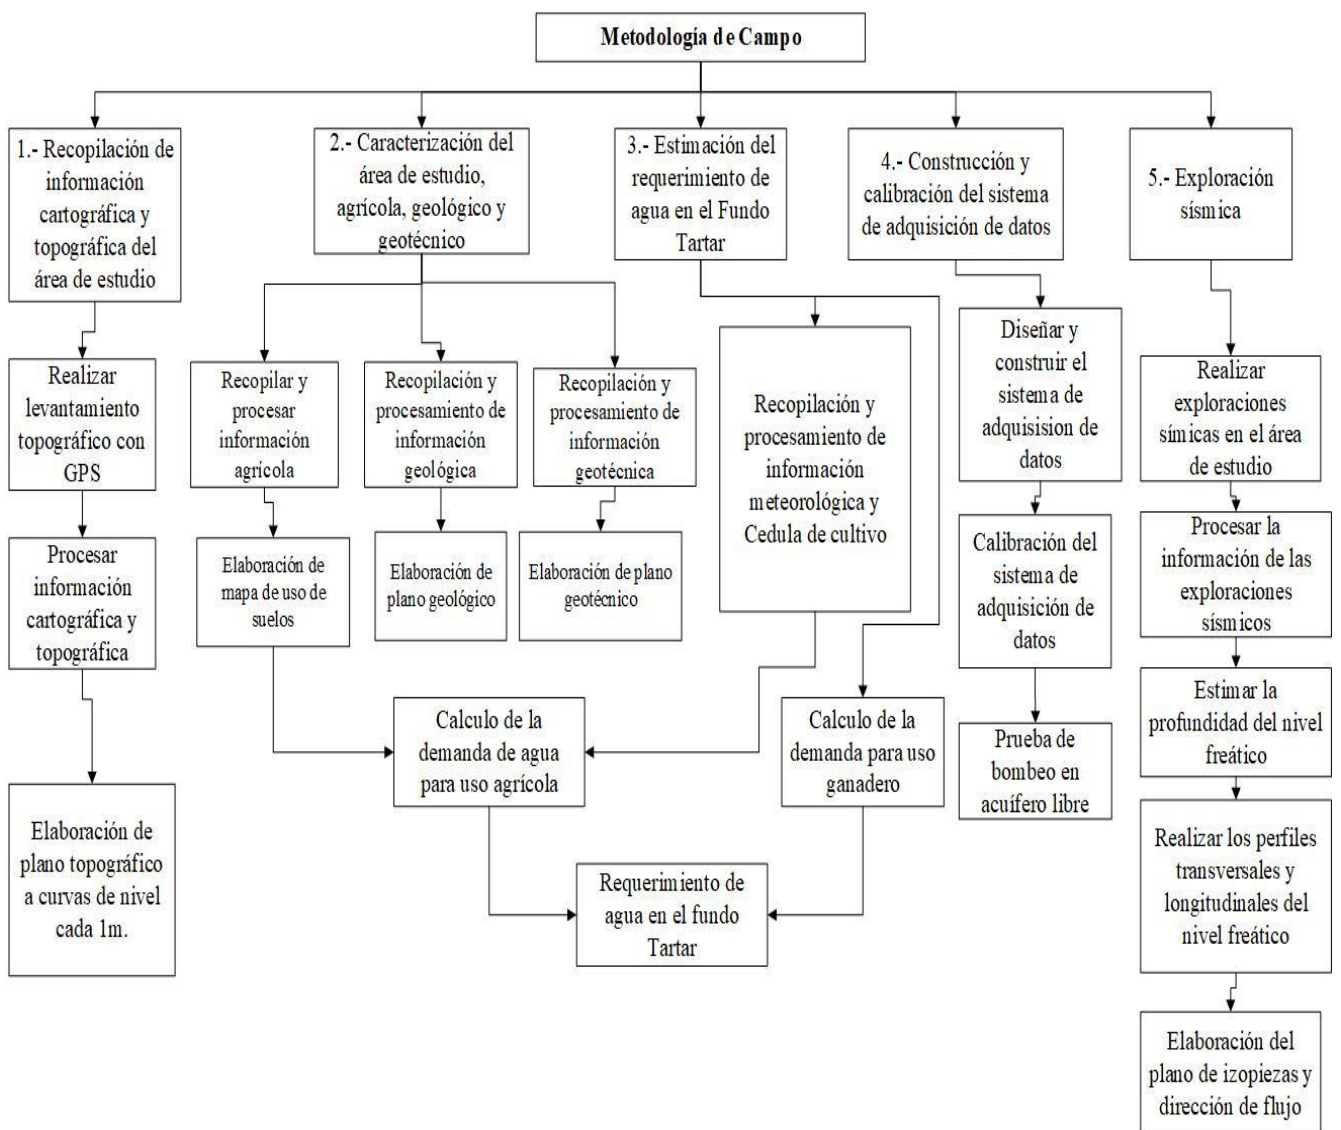 Metodología de Campo
1.- Recopilación de
información
cartográfica y
topográfica del
área de estudio
2.- Caracterización del
área de estudio,
agrícola, geológico y
geotécnico
3.- Estimación del
requerimiento de
agua en el Fundo
Tartar
4.- Construcción y
calibración del sistema
de adquisición de datos
5.- Exploración
sísmica
Realizar
levantamiento
topográfico con
GPS
Recopilar y
procesar
información
agrícola
Recopilación y
procesamiento de
información
geológica
Recopilación y
procesamiento de
información
geotécnica
Recopilación y
procesamiento de
información
meteorológica y
Cedula de cultivo
Diseñar y
construir el
sistema de
adquisision de
datos
Realizar
exploraciones
símicas en el área
de estudio
Procesar
información
cartográfica y
topográfica
Elaboración de
mapa de uso de
suelos
Elaboración de
plano geológico
Elaboración de plano
geotécnico
Calibración del
sistema de
adquisición de
datos
Procesar la
información de las
exploraciones
sísmicos
Calculo de la
demanda de agua
para uso agrícola
Calculo de la
demanda para uso
ganadero
Prueba de
bombeo en
acuífero libre
Estimar la
profundidad del nivel
freático
Elaboración de
plano topográfico
a curvas de nivel
cada 1m.
Requerimiento de
agua en el fundo
Tartar
Realizar los perfiles
transversales y
longitudinales del
nivel freático
Elaboración del
plano de izopiezas y
dirección de flujo